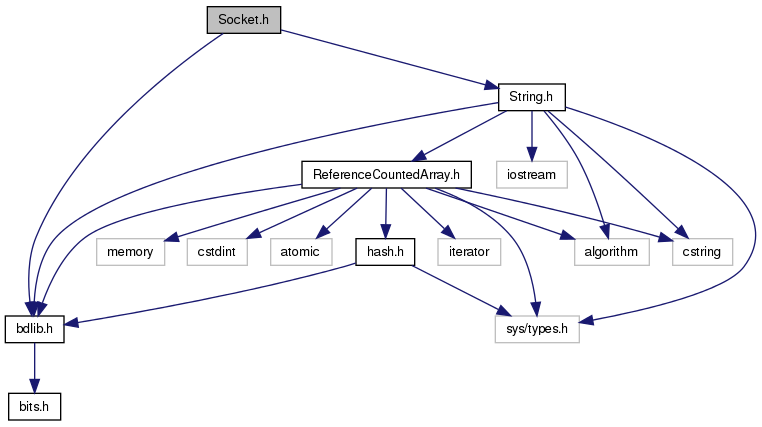 Socket.h
String.h
ReferenceCountedArray.h
iostream
memory
cstdint
atomic
hash.h
iterator
algorithm
cstring
bdlib.h
sys/types.h
bits.h